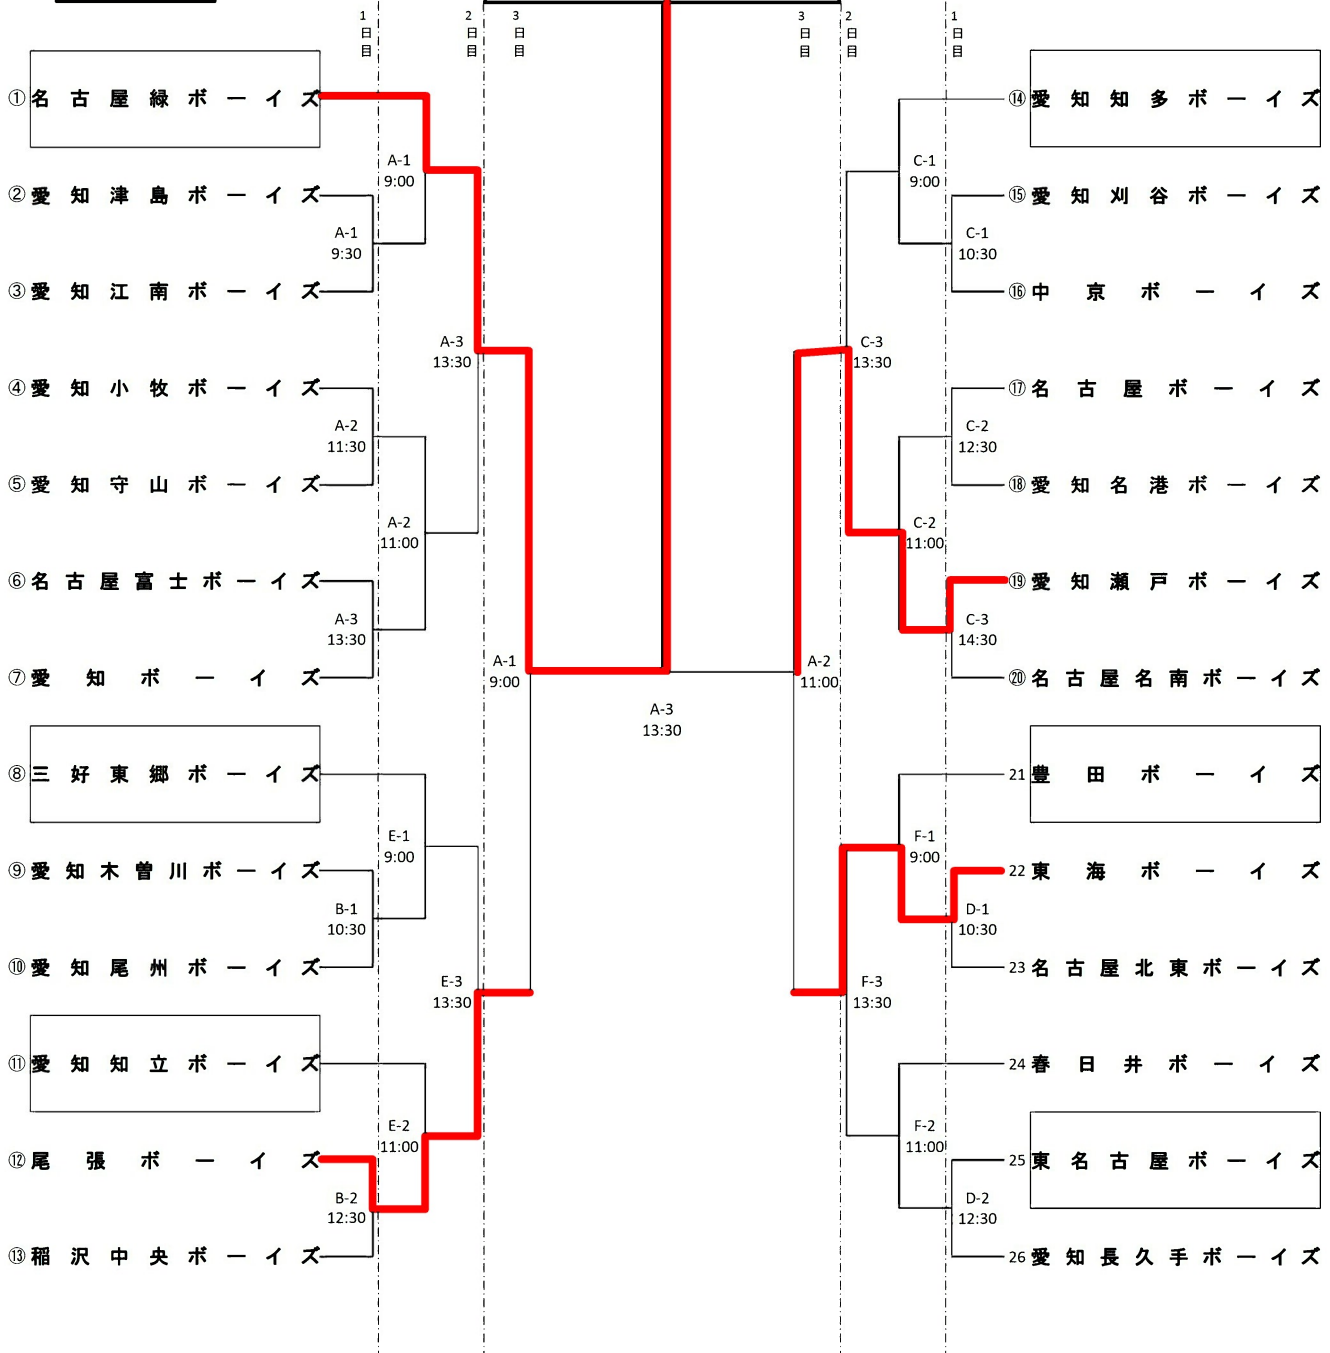 1日目
2日目
3日目
3日目
2日目
1日目
①名古屋緑ボーイズ
A-1
9:00
②愛知津島ボーイズ
A-1
9:30
③愛知江南ボーイズ
A-3
13:30
④愛知小牧ボーイズ
A-2
11:30
⑤愛知守山ボーイズ
A-2
11:00
⑥名古屋富士ボーイズ
A-3
13:30
⑦愛知ボーイズ
A-1
9:00
⑧三好東郷ボーイズ
E-1
9:00
⑨愛知木曽川ボーイズ
B-1
10:30
⑩愛知尾州ボーイズ
E-3
13:30
⑪愛知知立ボーイズ
E-2
11:00
⑫尾張ボーイズ
B-2
12:30
⑬稲沢中央ボーイズ
A-3
13:30
⑭愛知知多ボーイズ
C-1
9:00
⑮愛知刈谷ボーイズ
C-1
10:30
⑯中京ボーイズ
C-3
13:30
⑰名古屋ボーイズ
C-2
12:30
⑱愛知名港ボーイズ
C-2
11:00
⑲愛知瀬戸ボーイズ
C-3
14:30
⑳名古屋名南ボーイズ
A-2
11:00
21豊田ボーイズ
F-1
9:00
22東海ボーイズ
D-1
10:30
23名古屋北東ボーイズ
F-3
13:30
24春日井ボーイズ
F-2
11:00
25東名古屋ボーイズ
D-2
12:30
26愛知長久手ボーイズ